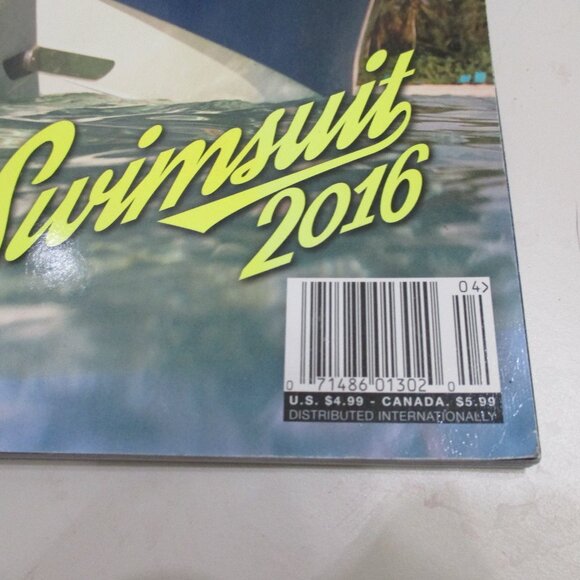 Swimsuit
2016
04>
0 71486 01302 0
U.S. $4.99 - CANADA. $5.99
DISTRIBUTED INTERNATIONALLY